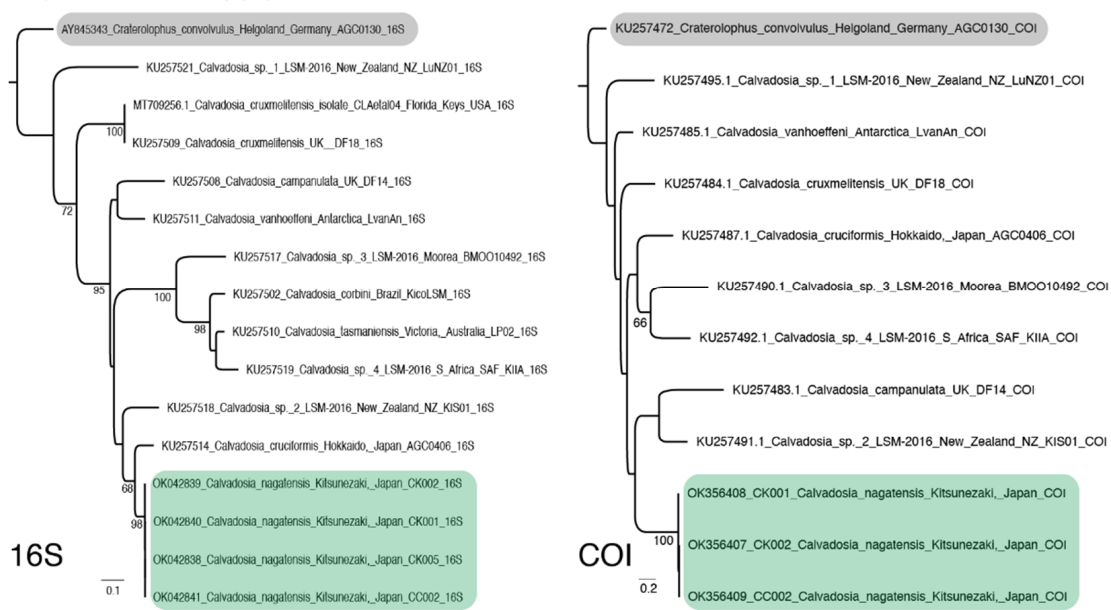 AY845343_Craterolophus_convolvulus_Helgoland_Germany_AGC0130_16S
KU257521_Calvadosia_sp._1_LSM-2016_New_Zealand_NZ_LuNZ01_16S
MT709256.1_Calvadosia_cruxmelitensis_isolate_CLAetal04_Florida_Keys_USA_16S
100
KU257509_Calvadosia_cruxmelitensis_UK__DF18_16S
KU257508_Calvadosia_campanulata_UK_DF14_16S
72
KU257511_Calvadosia_vanhoeffeni_Antarctica_LvanAn_16S
KU257517_Calvadosia_sp._3_LSM-2016_Moorea_BMOO10492_16S
95
100
KU257502_Calvadosia_corbini_Brazil_KicoLSM_16S
98
KU257510_Calvadosia_tasmaniensis_Victoria,_Australia_LP02_16S
KU257519_Calvadosia_sp._4_LSM-2016_S_Africa_SAF_KIIA_16S
KU257518_Calvadosia_sp._2_LSM-2016_New_Zealand_NZ_KIS01_16S
KU257514_Calvadosia_cruciformis_Hokkaido,_Japan_AGC0406_16S
68
OK042839_Calvadosia_nagatensis_Kitsunezaki,_Japan_CK002_16S
98
OK042840_Calvadosia_nagatensis_Kitsunezaki,_Japan_CK001_16S
OK042838_Calvadosia_nagatensis_Kitsunezaki,_Japan_CK005_16S
OK042841_Calvadosia_nagatensis_Kitsunezaki,_Japan_CC002_16S
16S
0.1
KU257472_Craterolophus_convolvulus_Helgoland_Germany_AGC0130_COI
KU257495.1_Calvadosia_sp._1_LSM-2016_New_Zealand_NZ_LuNZ01_COI
KU257485.1_Calvadosia_vanhoeffeni_Antarctica_LvanAn_COI
KU257484.1_Calvadosia_cruxmelitensis_UK_DF18_COI
KU257487.1_Calvadosia_cruciformis_Hokkaido,_Japan_AGC0406_COI
KU257490.1_Calvadosia_sp._3_LSM-2016_Moorea_BMOO10492_COI
66
KU257492.1_Calvadosia_sp._4_LSM-2016_S_Africa_SAF_KIIA_COI
KU257483.1_Calvadosia_campanulata_UK_DF14_COI
KU257491.1_Calvadosia_sp._2_LSM-2016_New_Zealand_NZ_KIS01_COI
OK356408_CK001_Calvadosia_nagatensis_Kitsunezaki,_Japan_COI
100
OK356407_CK002_Calvadosia_nagatensis_Kitsunezaki,_Japan_COI
OK356409_CC002_Calvadosia_nagatensis_Kitsunezaki,_Japan_COI
COI
0.2